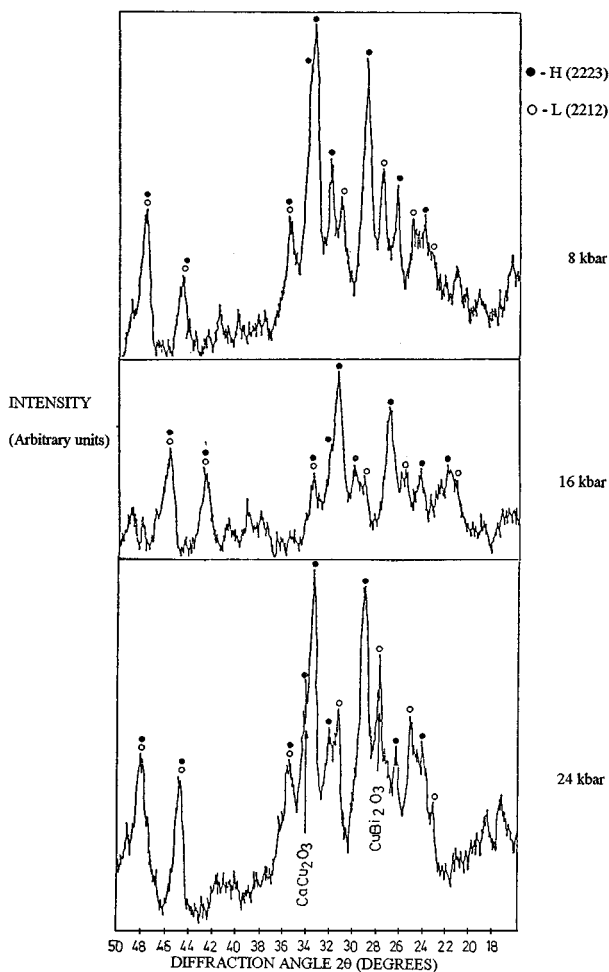 ● - H (2223)
○ - L (2212)
8 kbar
INTENSITY
(Arbitrary units)
16 kbar
24 kbar
CaCu2O3
CuBi2O3
50 48 46 44 42 40 38 36 34 32 30 28 26 24 22 20 18
DIFFRACTION ANGLE 2θ (DEGREES)